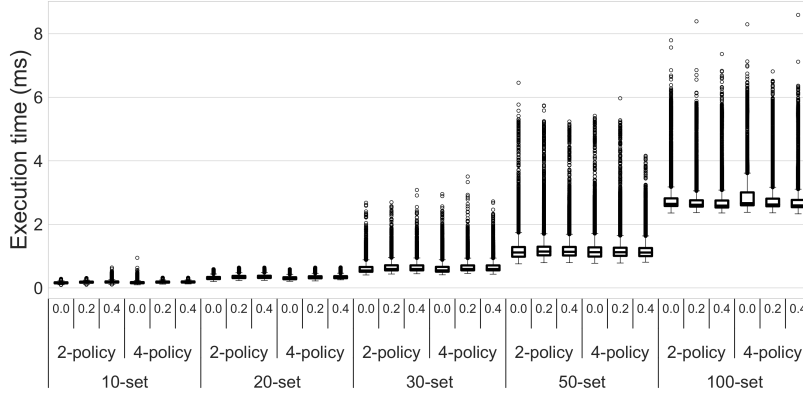 Execution time (ms)
8
6
4
2
0
0.0 0.2 0.4 0.0 0.2 0.4 0.0 0.2 0.4 0.0 0.2 0.4 0.0 0.2 0.4 0.0 0.2 0.4 0.0 0.2 0.4 0.0 0.2 0.4 0.0 0.2 0.4 0.0 0.2 0.4
2-policy 4-policy 2-policy 4-policy 2-policy 4-policy 2-policy 4-policy 2-policy 4-policy
10-set 20-set 30-set 50-set 100-set